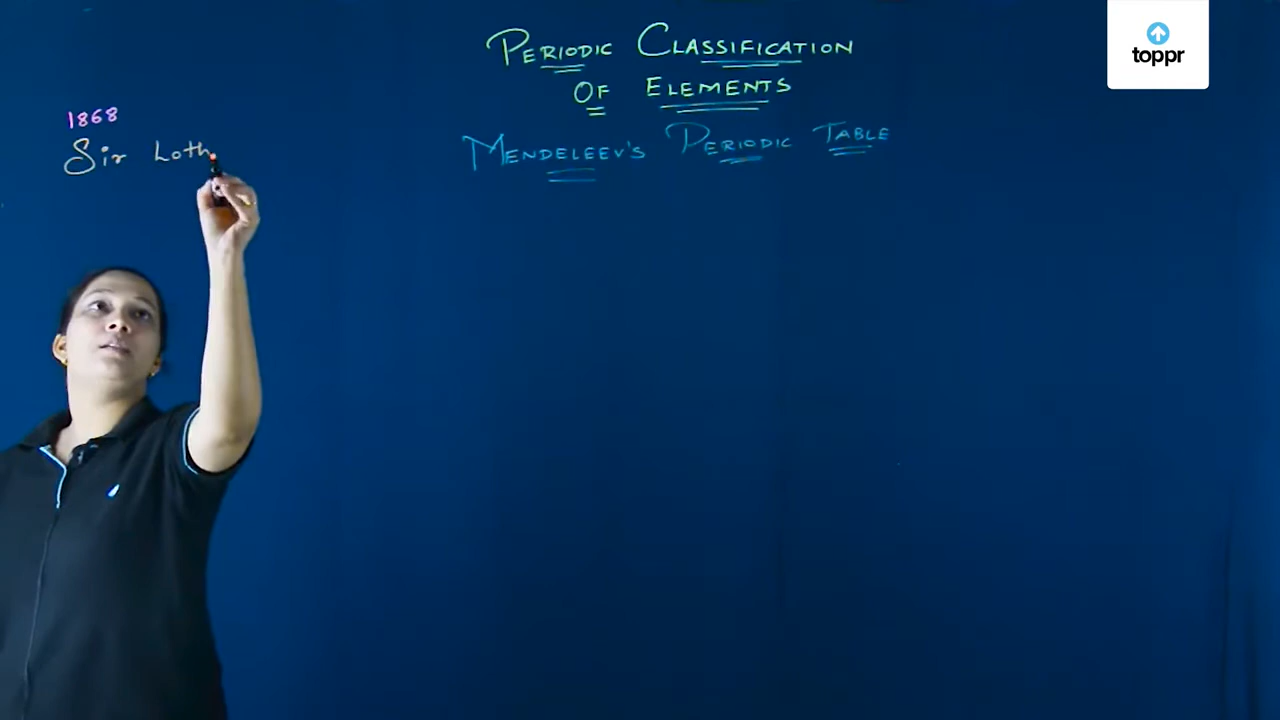 PERIODIC CLASSIFICATION
OF ELEMENTS
MENDELEEV'S PERIODIC TABLE
1868
Sir Loth
toppr